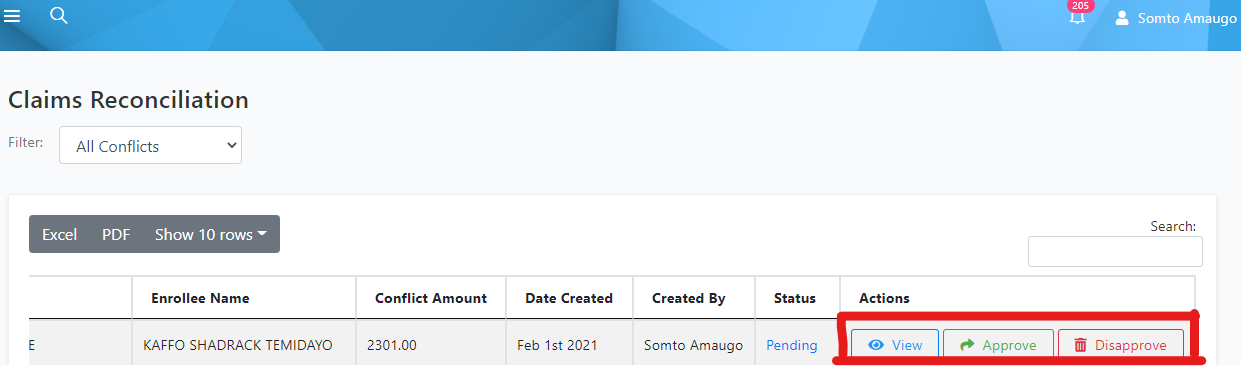 205
Somto Amaugo
Claims Reconciliation
Filter: All Conflicts
Excel PDF Show 10 rows
Search:
Enrollee Name Conflict Amount Date Created Created By Status Actions
E KAFFO SHADRACK TEMIDAYO 2301.00 Feb 1st 2021 Somto Amaugo Pending View Approve Disapprove